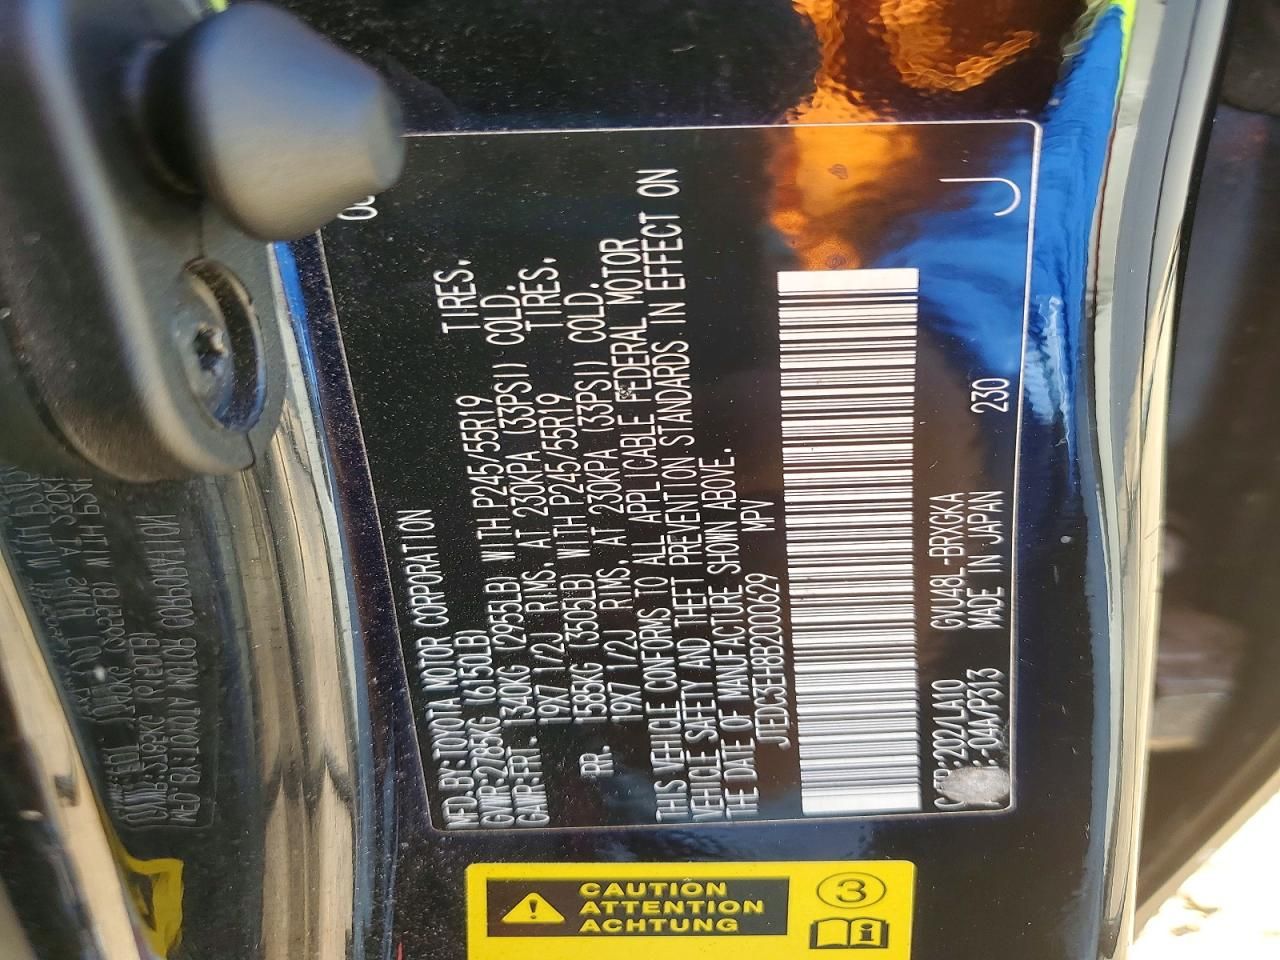 MFD.BY:TOYOTA MOTOR CORPORATION
GVWR:2785KG (6150LB)
GAWR:FRT. 1340KG (2955LB) WITH P245/55R19 TIRES,
19X7 1/2J RIMS, AT 230KPA (33PSI) COLD.
RR. 1585KG (3505LB) WITH P245/55R19 TIRES,
19X7 1/2J RIMS, AT 230KPA (33PSI) COLD.
THIS VEHICLE CONFORMS TO ALL APPLICABLE FEDERAL MOTOR
VEHICLE SAFETY AND THEFT PREVENTION STANDARDS IN EFFECT ON
THE DATE OF MANUFACTURE SHOWN ABOVE.
JTEDC3EH8B2000629 MPV
:202/LA10 GVU48L-BRXGKA
:04A/P313 MADE IN JAPAN 230 J
CAUTION
ATTENTION
ACHTUNG
3
i